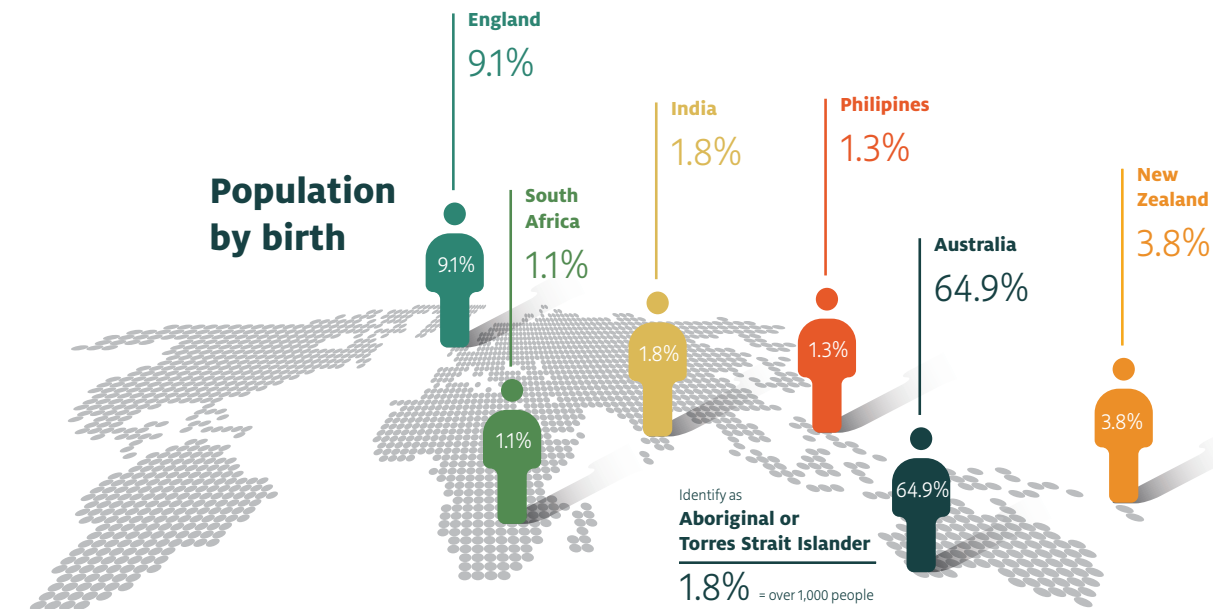 Population
by birth
England
9.1%
9.1%
South
Africa
1.1%
1.1%
India
1.8%
1.8%
Philipines
1.3%
1.3%
Australia
64.9%
64.9%
New
Zealand
3.8%
3.8%
Identify as
Aboriginal or
Torres Strait Islander
1.8% = over 1,000 people